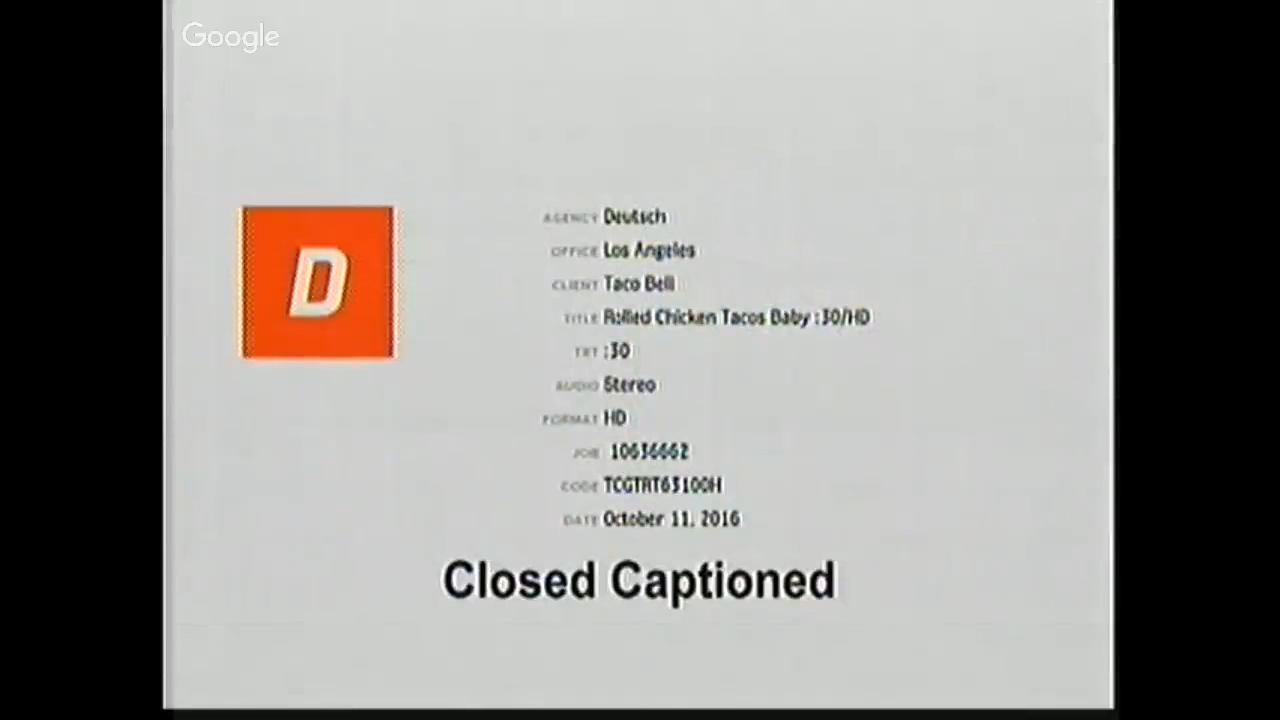 Google
D
AGENCY Deutsch
OFFICE Los Angeles
CLIENT Taco Bell
TITLE Rolled Chicken Tacos Baby :30/HD
TRT :30
AUDIO Stereo
FORMAT HD
JOB 10636662
CODE TCGTRT63100H
DATE October 11, 2016
Closed Captioned